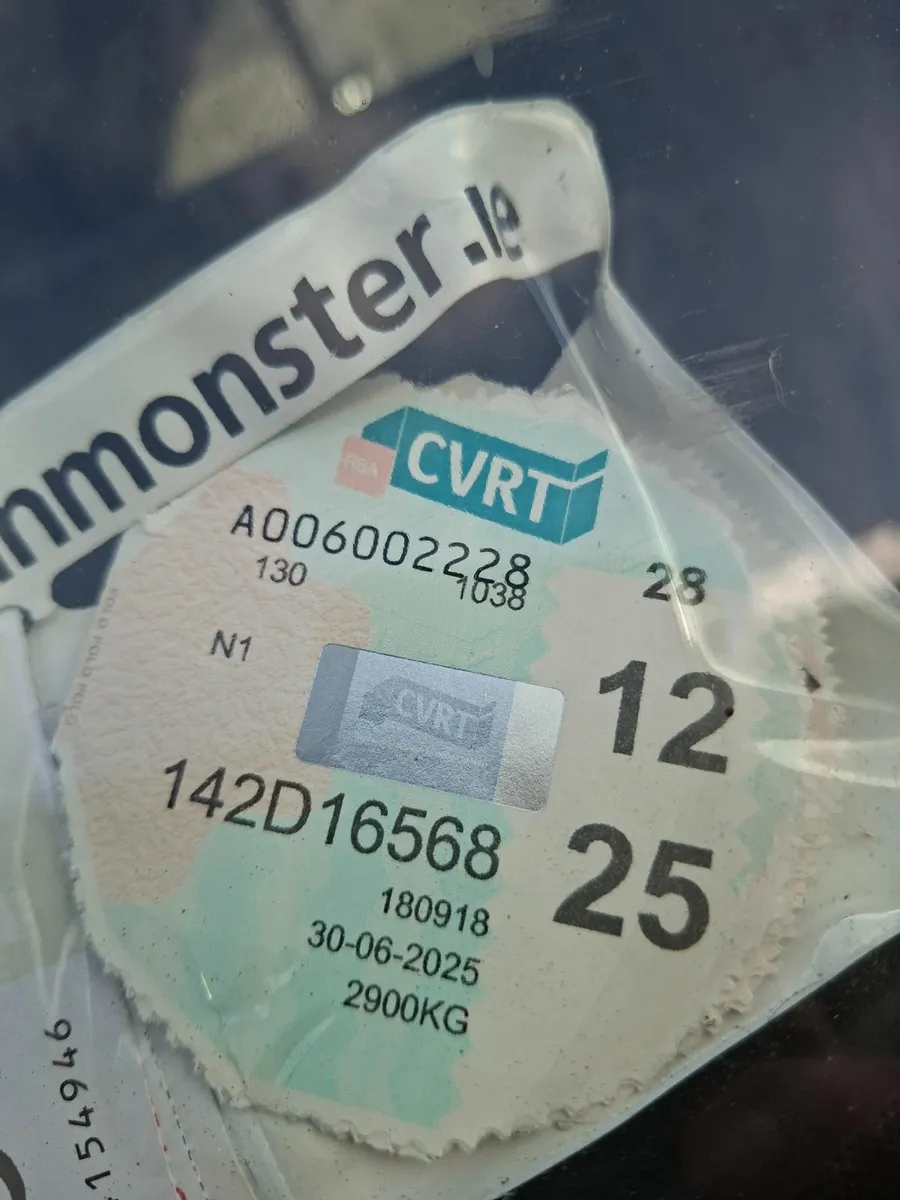 nmonster.ie
RSA
CVRT
A006002228
130
1038
28
N1
CVRT
12
142D16568
25
180918
30-06-2025
2900KG
154946